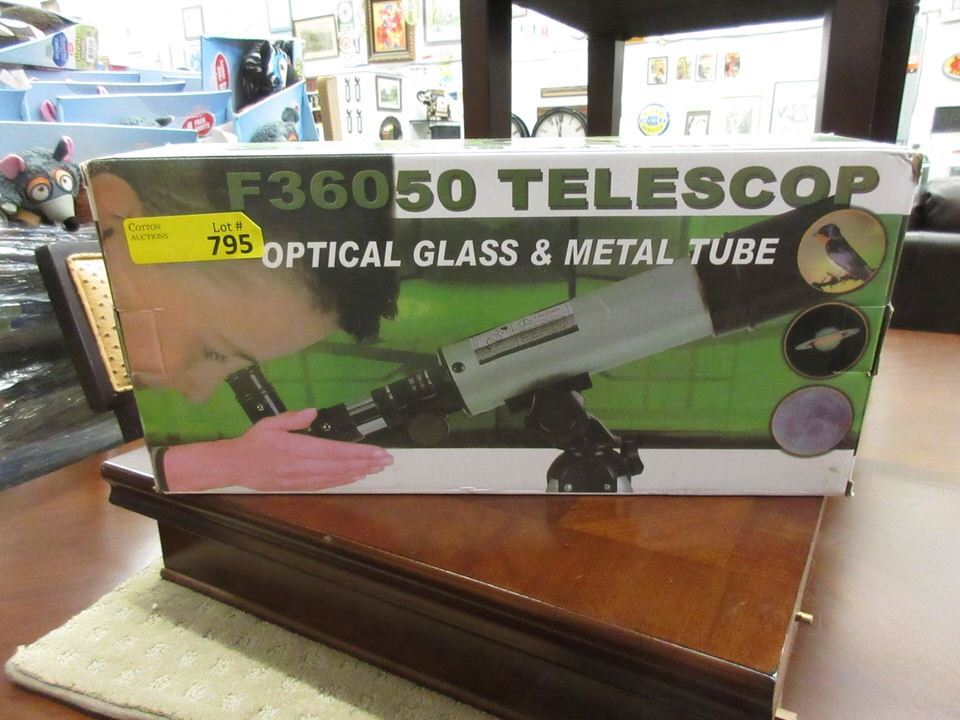 F36050 TELESCOP
COTTON
AUCTIONS
Lot #
795
OPTICAL GLASS & METAL TUBE